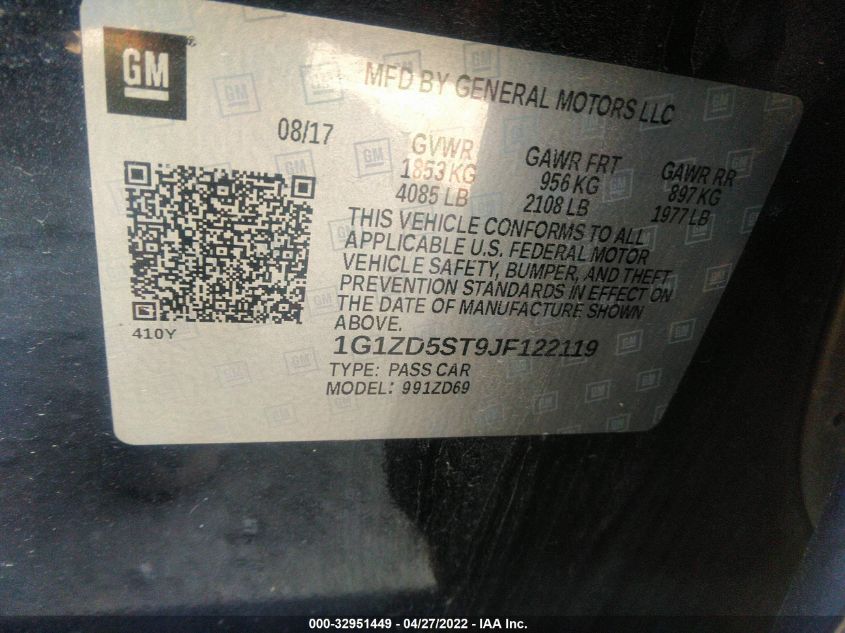 GM
MFD BY GENERAL MOTORS LLC
08/17
GVWR
1853 KG
4085 LB
GAWR FRT
956 KG
2108 LB
GAWR RR
897 KG
1977 LB
THIS VEHICLE CONFORMS TO ALL
APPLICABLE U.S. FEDERAL MOTOR
VEHICLE SAFETY, BUMPER, AND THEFT
PREVENTION STANDARDS IN EFFECT ON
THE DATE OF MANUFACTURE SHOWN
ABOVE.
410Y
1G1ZD5ST9JF122119
TYPE: PASS CAR
MODEL: 991ZD69
000-32951449 - 04/27/2022 - IAA Inc.